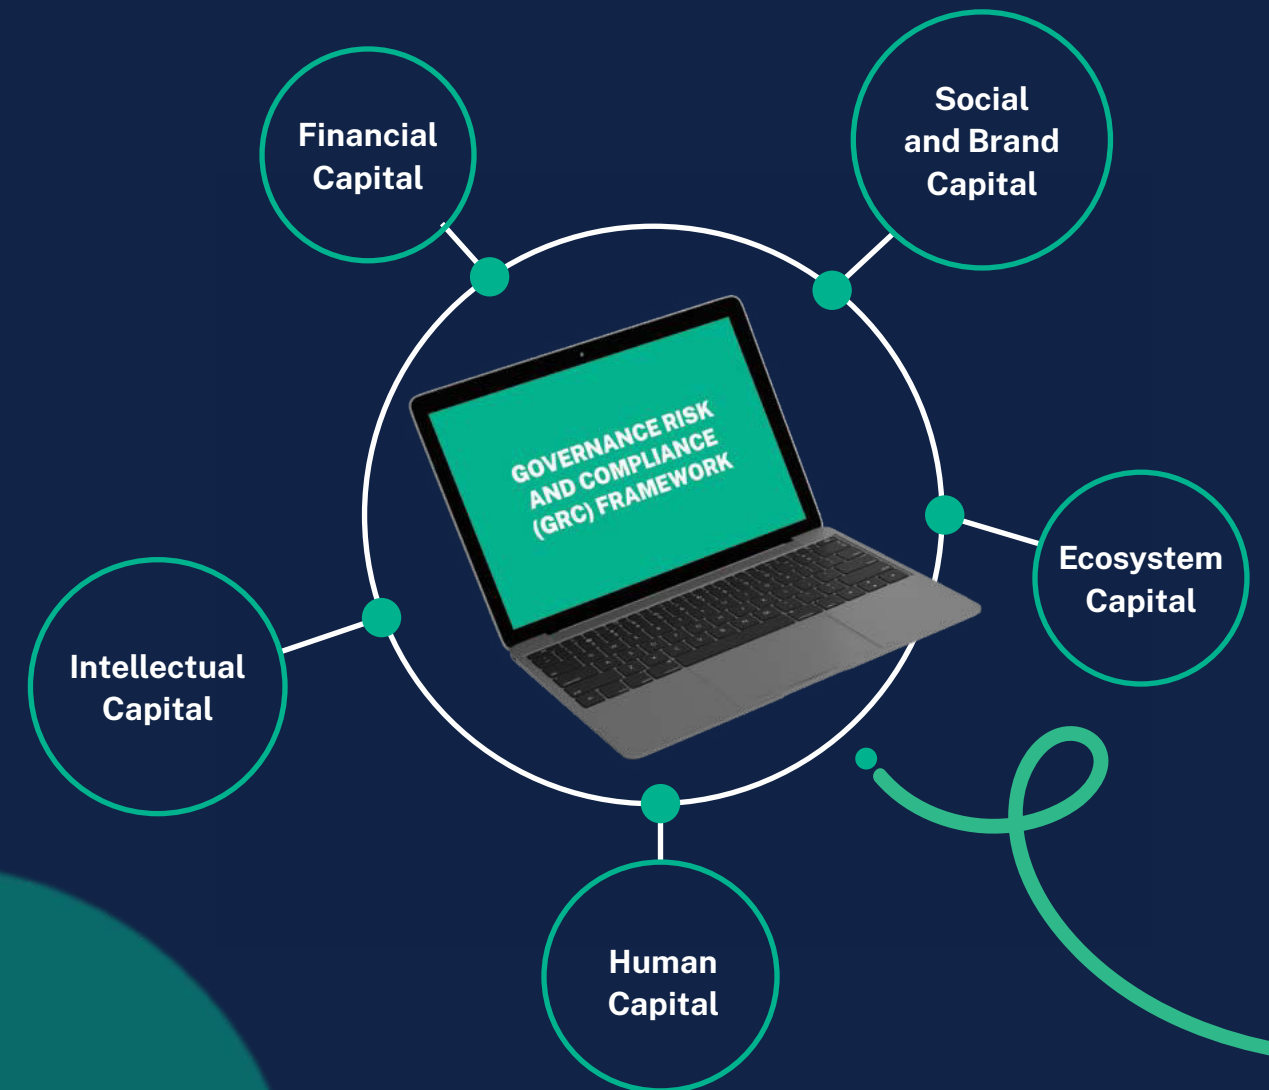 Financial
Capital
Social
and Brand
Capital
GOVERNANCE RISK
AND COMPLIANCE
(GRC) FRAMEWORK
Ecosystem
Capital
Intellectual
Capital
Human
Capital